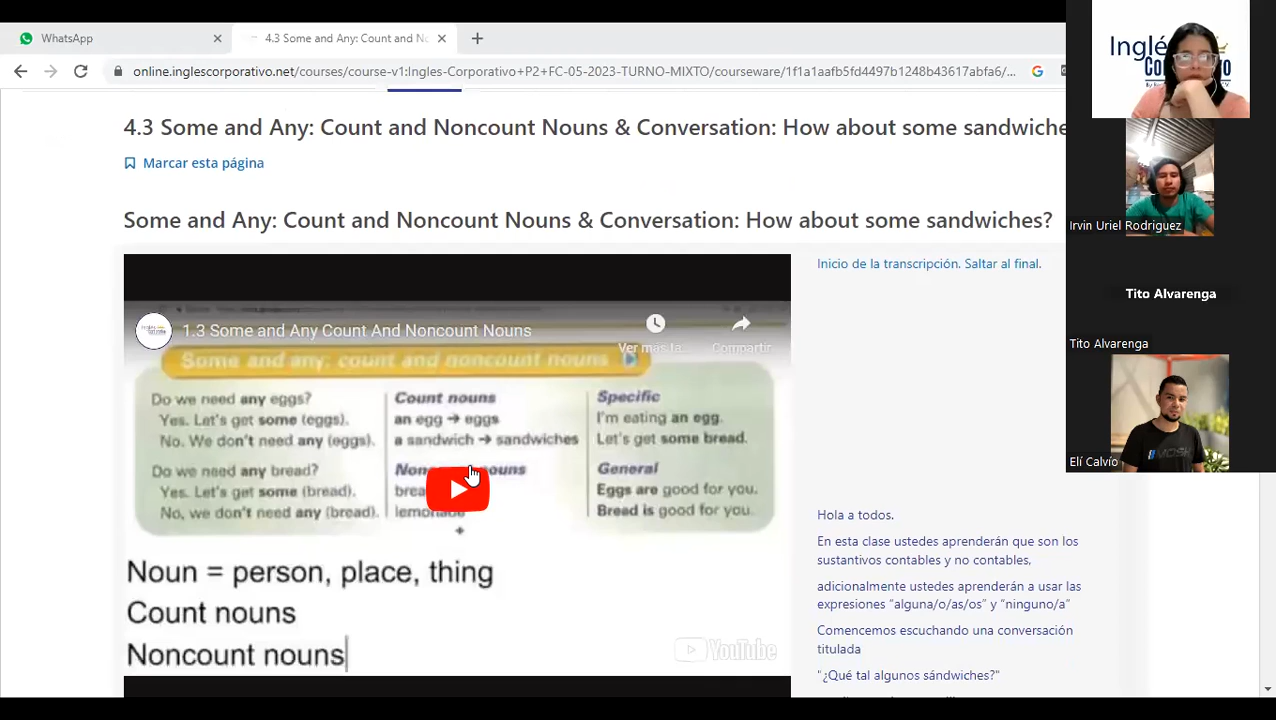 WhatsApp
4.3 Some and Any: Count and No
online.inglescorporativo.net/courses/course-v1:Ingles-Corporativo+P2+FC-05-2023-TURNO-MIXTO/courseware/1f1a1aafb5fd4497b1248b43617abfa6/...
4.3 Some and Any: Count and Noncount Nouns & Conversation: How about some sandwiche
Marcar esta página
Some and Any: Count and Noncount Nouns & Conversation: How about some sandwiches?
1.3 Some and Any Count And Noncount Nouns
Ver más ta...
Compartir
Some and any; count and noncount nouns
Do we need any eggs?
Yes. Let's get some (eggs).
No. We don't need any (eggs).
Do we need any bread?
Yes. Let's get some (bread).
No, we don't need any (bread).
Count nouns
an egg → eggs
a sandwich → sandwiches
Non nouns
brea
lemonade
Specific
I'm eating an egg.
Let's get some bread.
General
Eggs are good for you.
Bread is good for you.
Noun = person, place, thing
Count nouns
Noncount nouns
YouTube
Inicio de la transcripción. Saltar al final.
Hola a todos.
En esta clase ustedes aprenderán que son los
sustantivos contables y no contables,
adicionalmente ustedes aprenderán a usar las
expresiones “alguna/o/as/os” y “ninguno/a”
Comencemos escuchando una conversación
titulada
"¿Qué tal algunos sándwiches?"
Inglé
Irvin Uriel Rodriguez
Tito Alvarenga
Tito Alvarenga
Elí Calvío